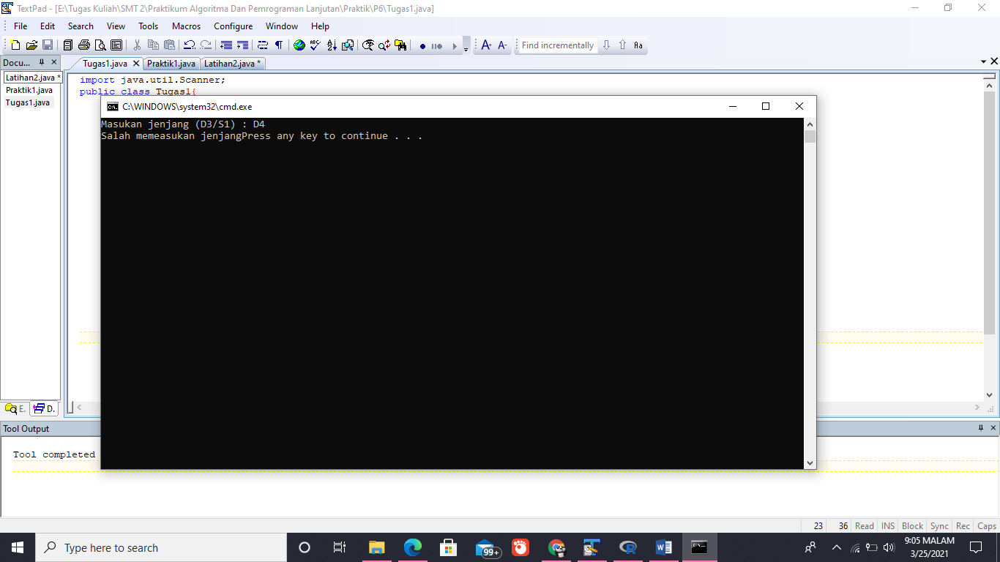 TextPad - [E:\Tugas Kuliah\SMT 2\Praktikum Algoritma Dan Pemrograman Lanjutan\Praktik\P6\Tugas1.java]
File Edit Search View Tools Macros Configure Window Help
Find incrementally
Aa
Docu...
Tugas1.java Praktik1.java Latihan2.java *
Latihan2.java *
Praktik1.java
Tugas1.java
import java.util.Scanner;
public class Tugas1{
C:\WINDOWS\system32\cmd.exe
Masukan jenjang (D3/S1) : D4
Salah memeasukan jenjangPress any key to continue . . .
E. D.
Tool Output
Tool completed
23 36 Read INS Block Sync Rec Caps
Type here to search
99+
9:05 MALAM
3/25/2021